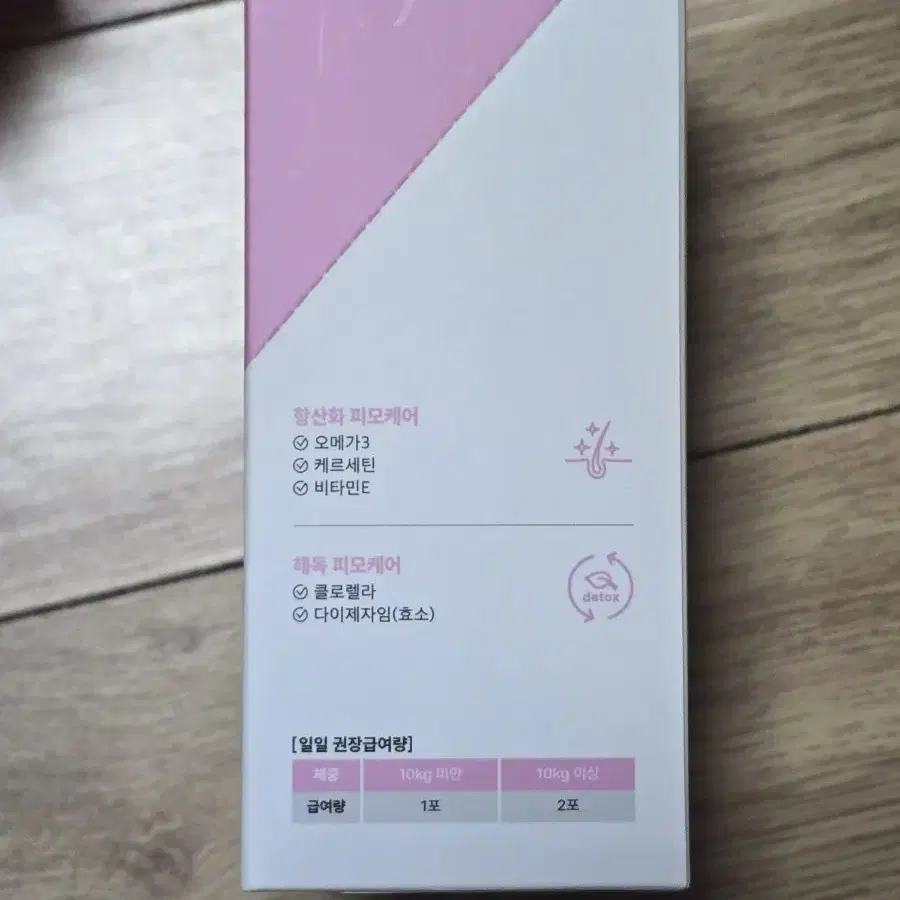 항산화 피모케어
오메가3
케르세틴
비타민E
해독 피모케어
클로렐라
다이제자임(효소)
detox
[일일 권장급여량]
체중 10kg 미만 10kg 이상
급여량 1포 2포